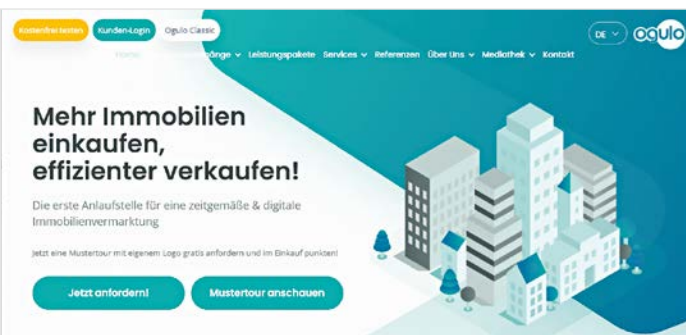 Kostenfrei testen
Kunden-Login
Ogulo Classic
DE
ogulo
Leistungspakete Services Referenzen Über Uns Mediathek Kontakt
Mehr Immobilien
einkaufen,
effizienter verkaufen!
Die erste Anlaufstelle für eine zeitgemäße & digitale
Immobilienvermarktung
Jetzt eine Mustertour mit eigenem Logo gratis anfordern und im Einkauf punkten!
Jetzt anfordern!
Mustertour anschauen